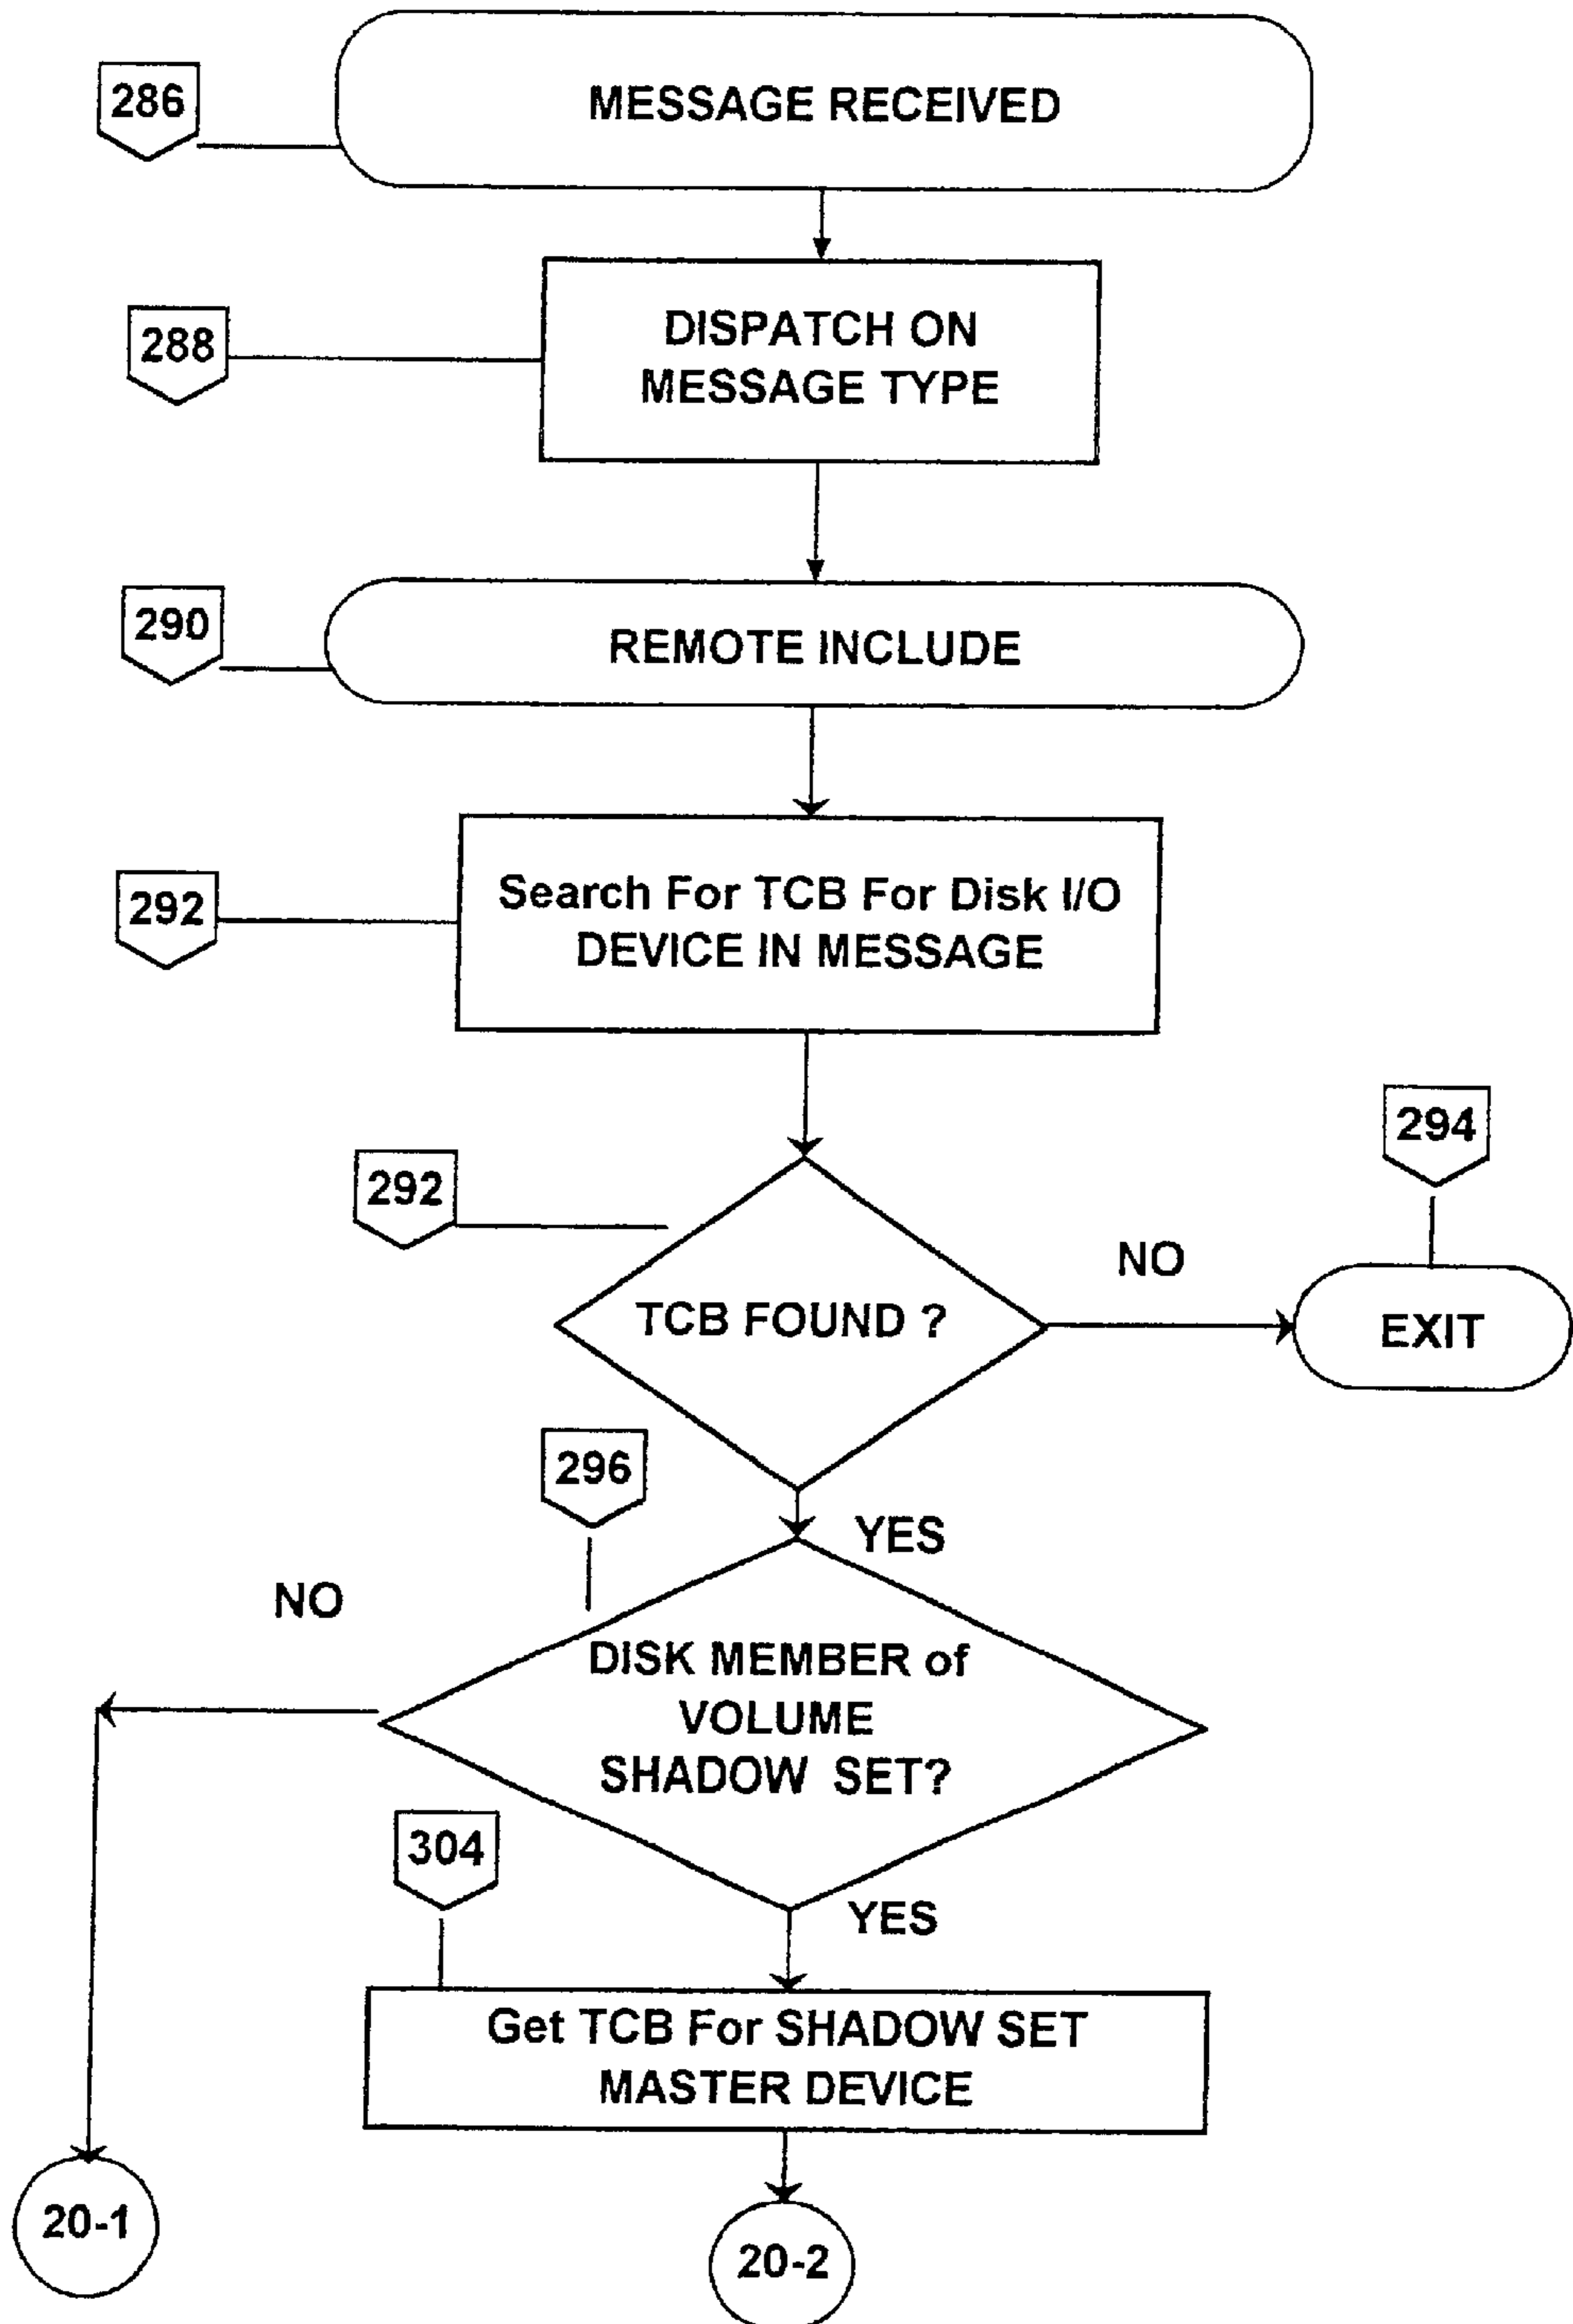 286
MESSAGE RECEIVED
288
DISPATCH ON
MESSAGE TYPE
290
REMOTE INCLUDE
292
Search For TCB For Disk I/O
DEVICE IN MESSAGE
294
292
NO
TCB FOUND ?
EXIT
296
YES
NO
DISK MEMBER of
VOLUME
SHADOW SET?
304
YES
Get TCB For SHADOW SET
MASTER DEVICE
20-1
20-2